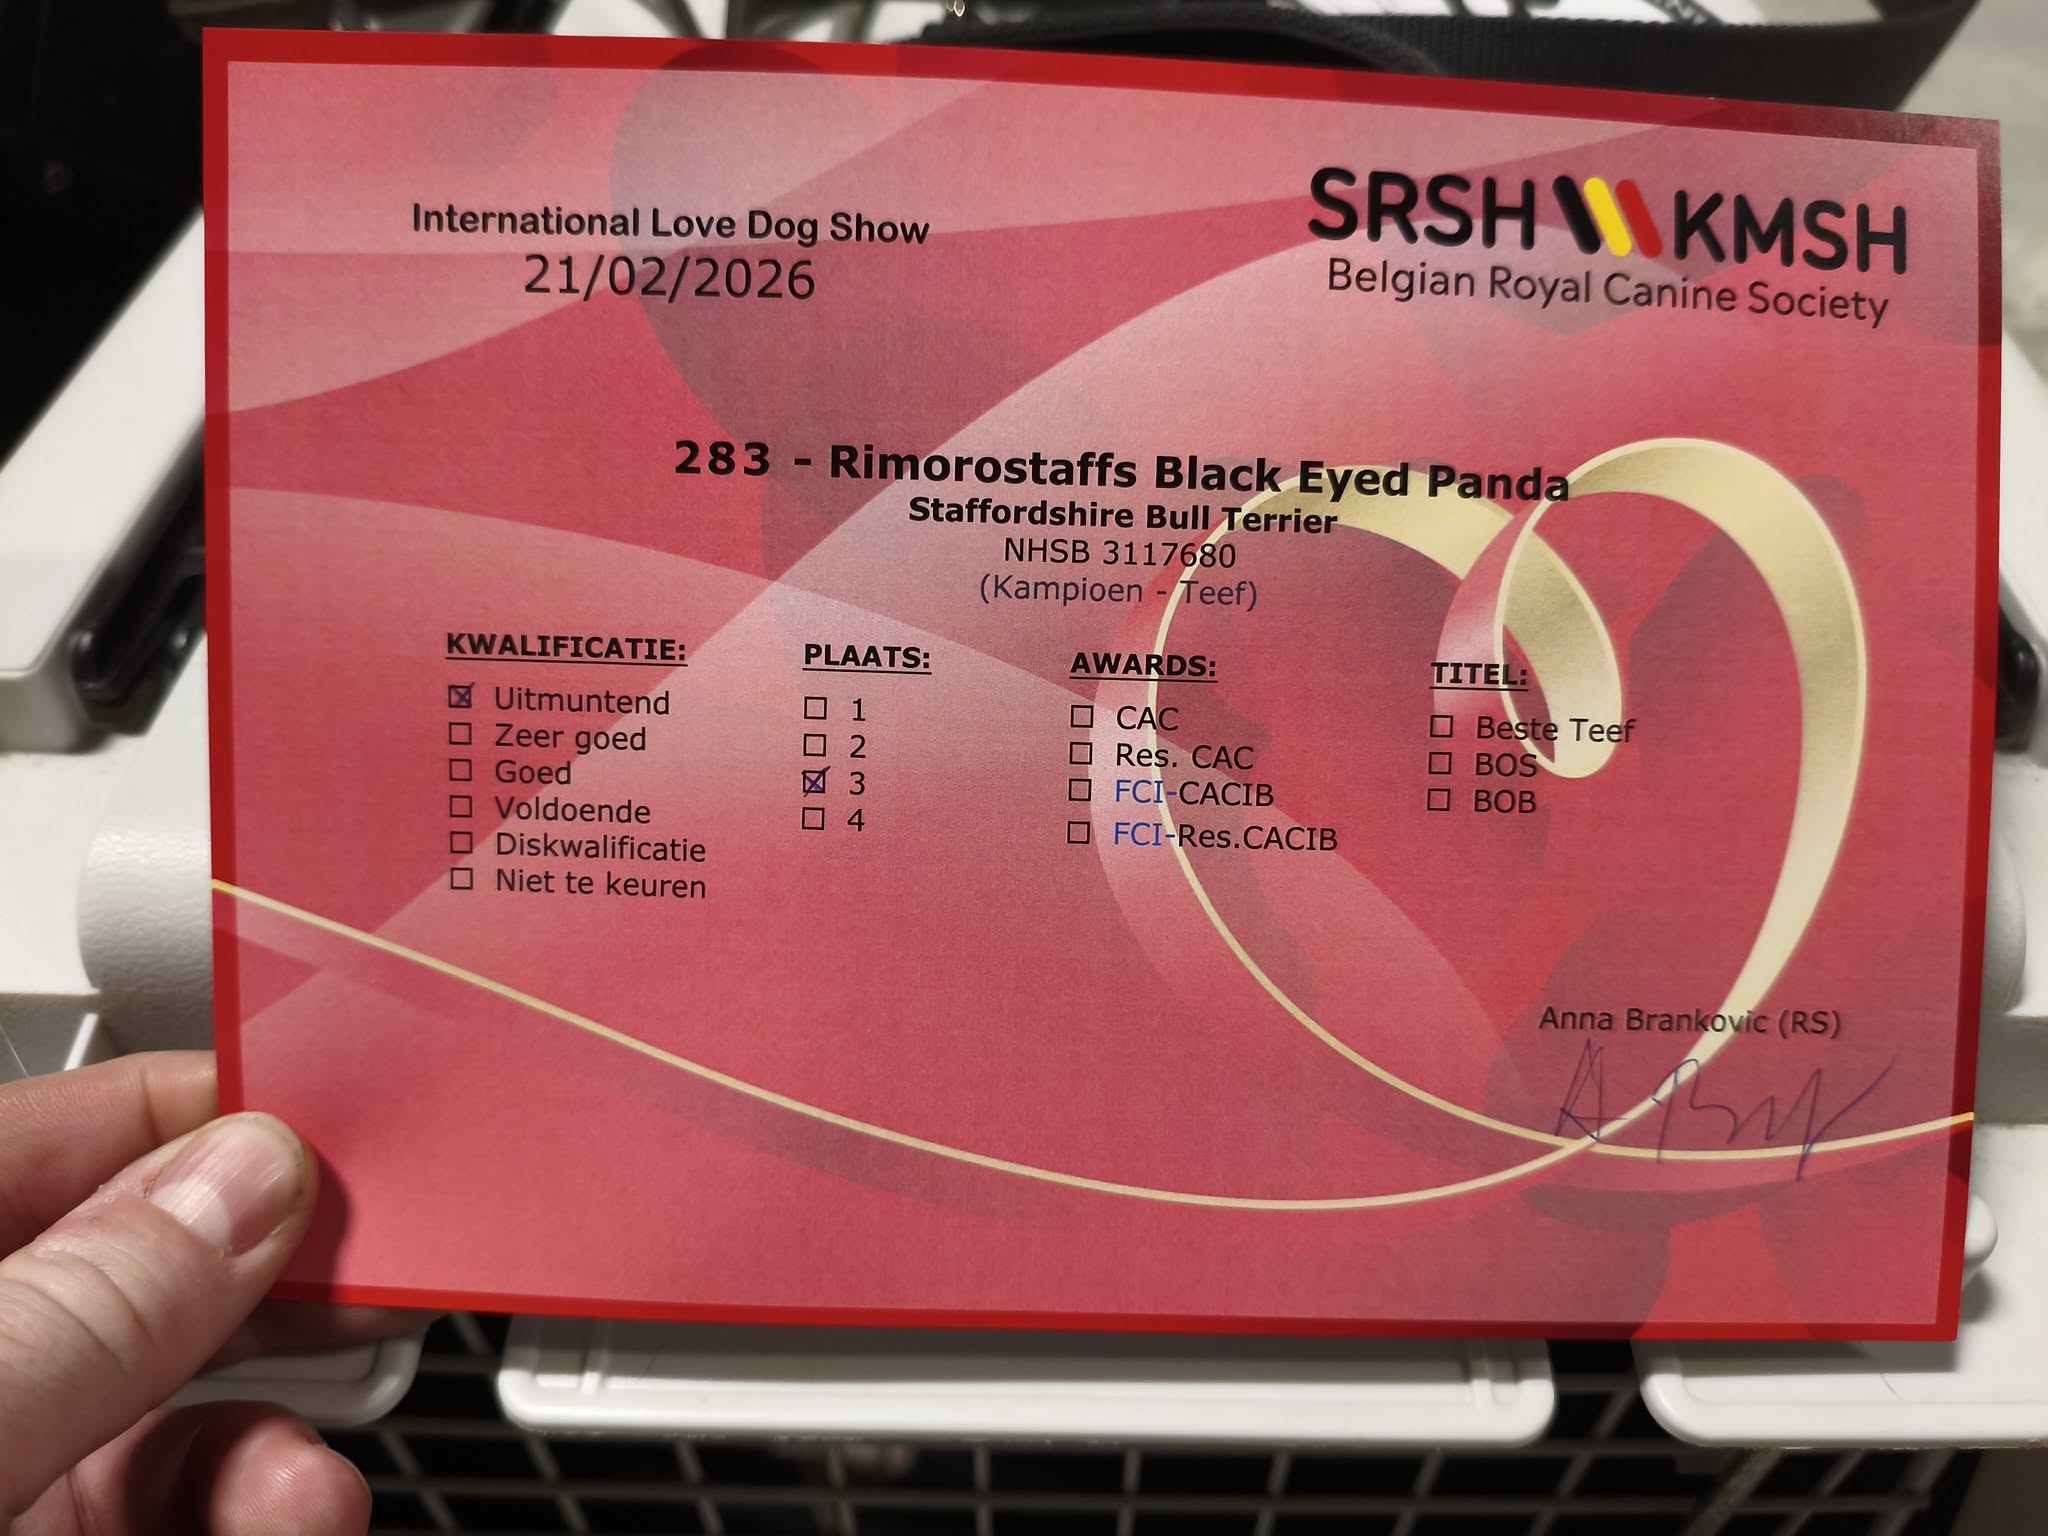 International Love Dog Show
21/02/2026
SRSH KMSH
Belgian Royal Canine Society
283 - Rimorostaffs Black Eyed Panda
Staffordshire Bull Terrier
NHSB 3117680
(Kampioen - Teef)
KWALIFICATIE:
Uitmuntend
Zeer goed
Goed
Voldoende
Diskwalificatie
Niet te keuren
PLAATS:
1
2
3
4
AWARDS:
CAC
Res. CAC
FCI-CACIB
FCI-Res.CACIB
TITEL:
Beste Teef
BOS
BOB
Anna Brankovic (RS)